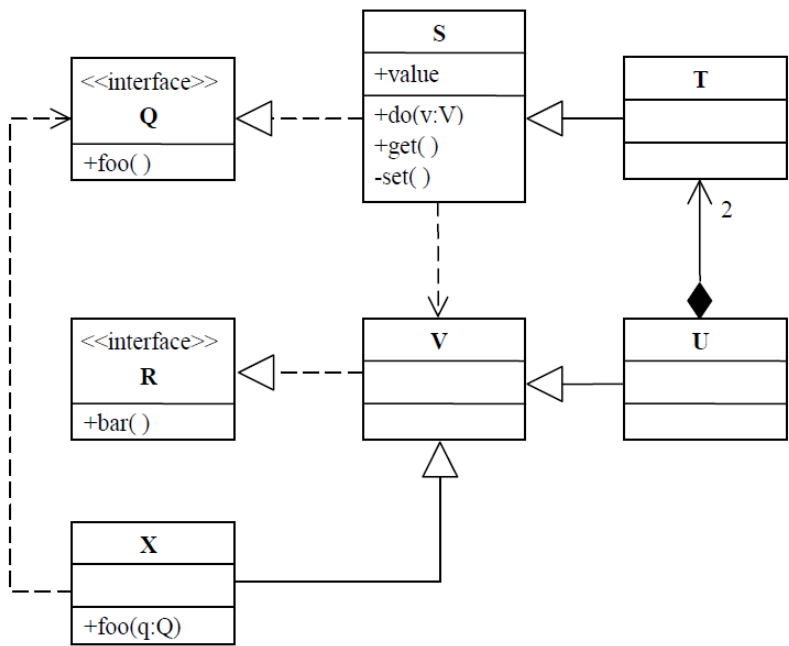 <<interface>>
Q
+foo( )
S
+value
+do(v:V)
+get( )
-set( )
T
2
<<interface>>
R
+bar( )
V
U
X
+foo(q:Q)